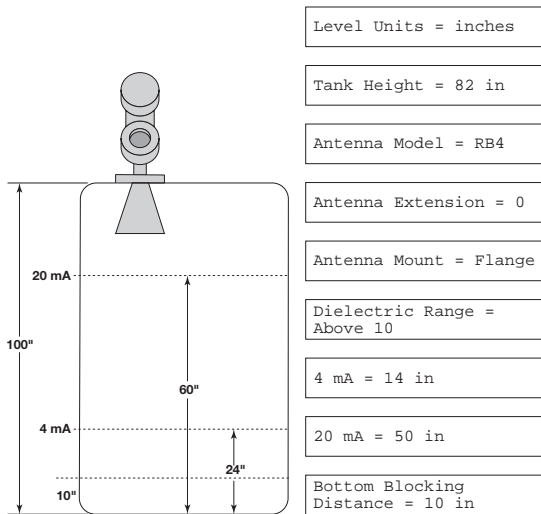 Level Units = inches
Tank Height = 82 in
Antenna Model = RB4
Antenna Extension = 0
Antenna Mount = Flange
Dielectric Range =
Above 10
4 mA = 14 in
20 mA = 50 in
Bottom Blocking
Distance = 10 in
20 mA
100"
60"
4 mA
24"
10"